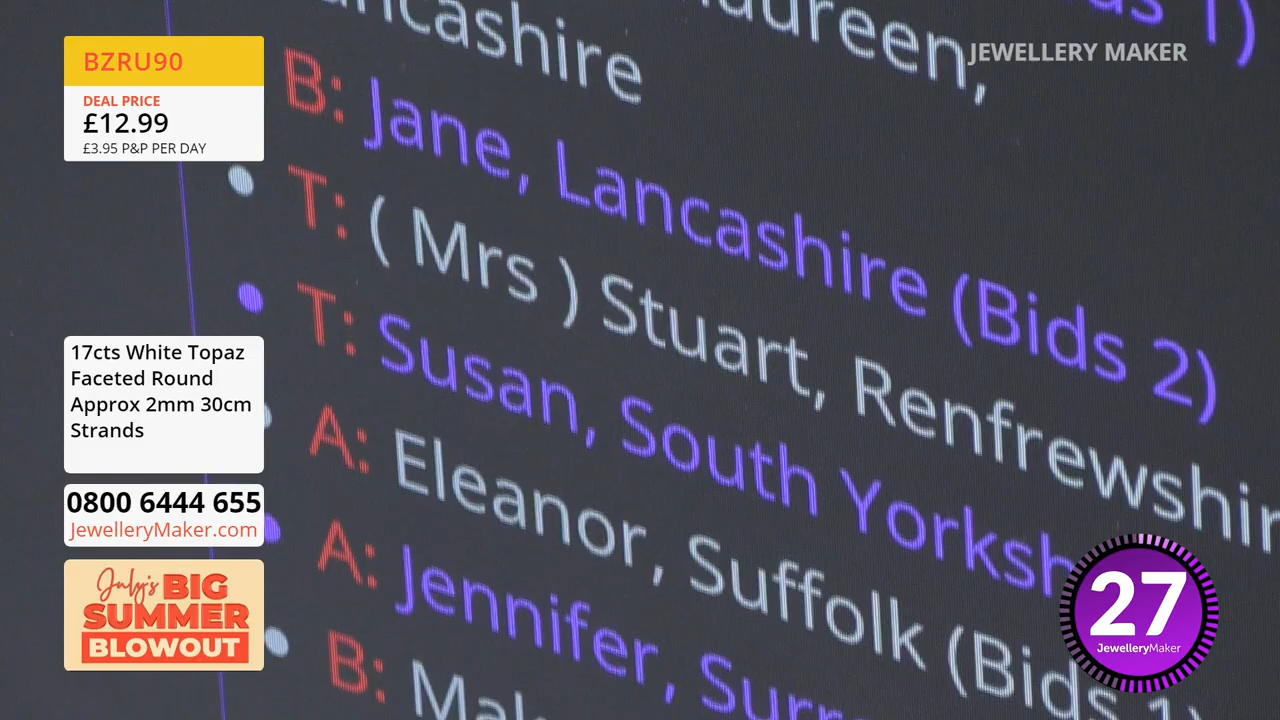 BZRU90
DEAL PRICE
£12.99
£3.95 P&P PER DAY
JEWELLERY MAKER
B: Jane, Lancashire (Bids 2)
T: ( Mrs ) Stuart, Renfrewshir
T: Susan, South Yorksh
A: Eleanor, Suffolk (Bids 1)
A: Jennifer, Surr
B:
17cts White Topaz
Faceted Round
Approx 2mm 30cm
Strands
0800 6444 655
JewelleryMaker.com
July's BIG
SUMMER
BLOWOUT
27
JewelleryMaker